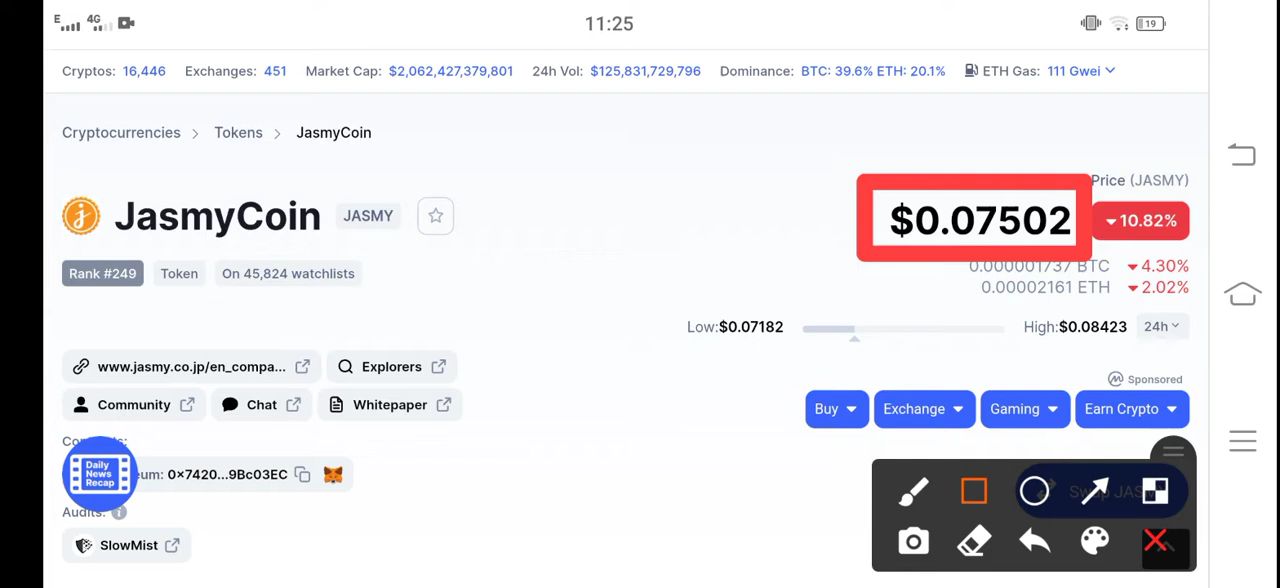 E 4G 11:25 19
Cryptos: 16,446 Exchanges: 451 Market Cap: $2,062,427,379,801 24h Vol: $125,831,729,796 Dominance: BTC: 39.6% ETH: 20.1% ETH Gas: 111 Gwei
Cryptocurrencies > Tokens > JasmyCoin
Price (JASMY)
JasmyCoin JASMY $0.07502 10.82%
Rank #249 Token On 45,824 watchlists 0.000001737 BTC 4.30%
0.00002161 ETH 2.02%
Low:$0.07182 High:$0.08423 24h
www.jasmy.co.jp/en_compa... Explorers
Sponsored
Community Chat Whitepaper Buy Exchange Gaming Earn Crypto
Daily
News
Recap
0x7420...9Bc03EC
Swap JAS
Audits: i
SlowMist